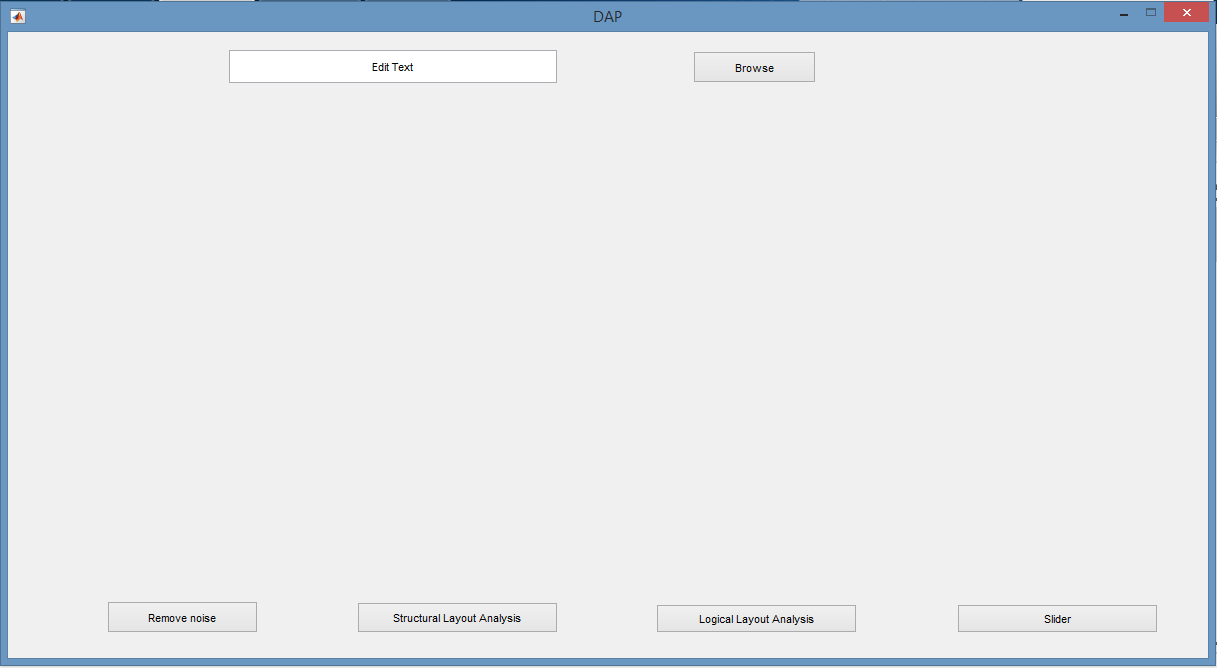 DAP
Edit Text
Browse
Remove noise
Structural Layout Analysis
Logical Layout Analysis
Slider